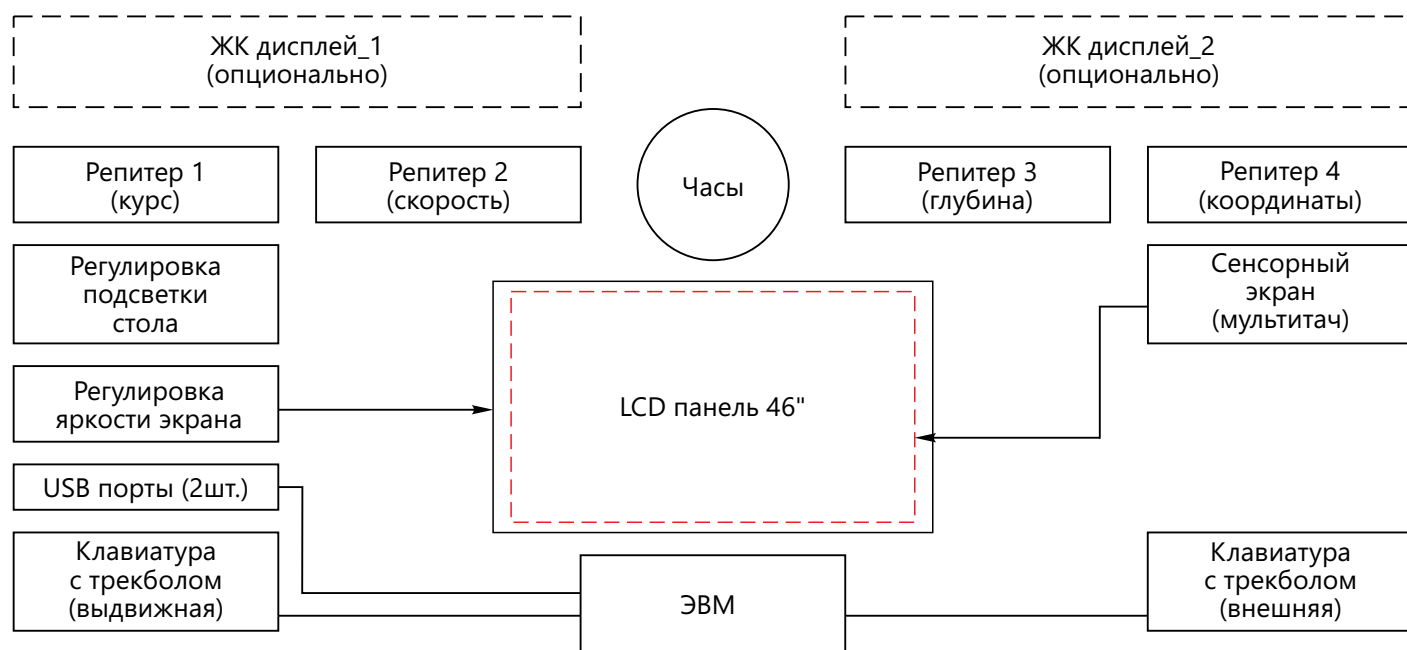 ЖК дисплей_1
(опционально)
ЖК дисплей_2
(опционально)
Репитер 1
(курс)
Репитер 2
(скорость)
Часы
Репитер 3
(глубина)
Репитер 4
(координаты)
Регулировка
подсветки
стола
Сенсорный
экран
(мультитач)
Регулировка
яркости экрана
LCD панель 46"
USB порты (2шт.)
Клавиатура
с трекболом
(выдвижная)
ЭВМ
Клавиатура
с трекболом
(внешняя)